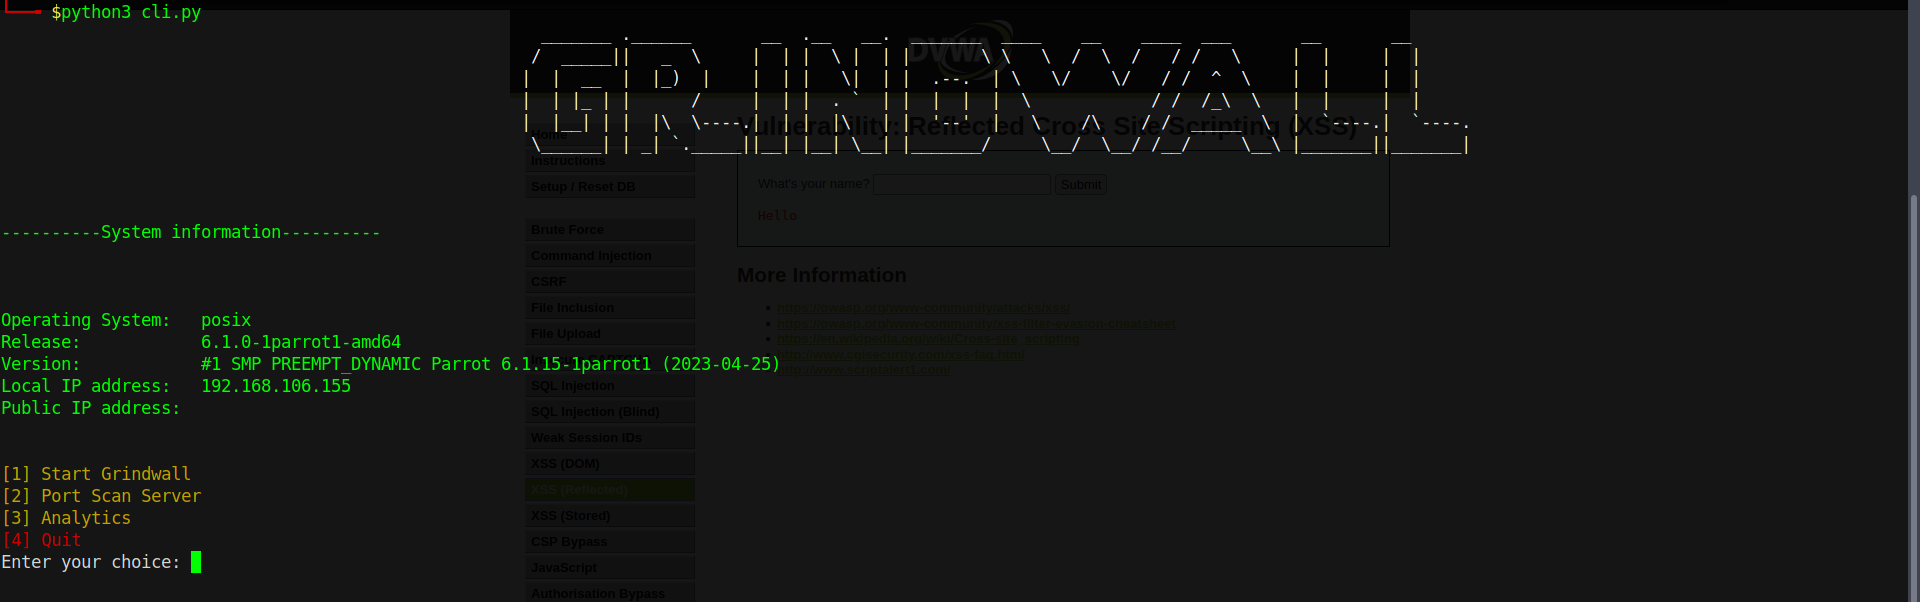 $python3 cli.py
GRINDWALL
DVWA
Vulnerability: Reflected Cross Site Scripting (XSS)
Home
Instructions
Setup / Reset DB
What's your name? Submit
Hello
----------System information----------
Brute Force
Command Injection
More Information
CSRF
File Inclusion
https://owasp.org/www-community/attacks/xss/
Operating System: posix
https://owasp.org/www-community/xss-filter-evasion-cheatsheet
File Upload
Release: 6.1.0-1parrot1-amd64
https://en.wikipedia.org/wiki/Cross-site_scripting
http://www.cgisecurity.com/xss-faq.html
Version: #1 SMP PREEMPT_DYNAMIC Parrot 6.1.15-1parrot1 (2023-04-25)
http://www.scriptalert1.com/
Local IP address: 192.168.106.155
SQL Injection
Public IP address:
SQL Injection (Blind)
Weak Session IDs
XSS (DOM)
[1] Start Grindwall
XSS (Reflected)
[2] Port Scan Server
XSS (Stored)
[3] Analytics
[4] Quit
CSP Bypass
Enter your choice:
JavaScript
Authorisation Bypass